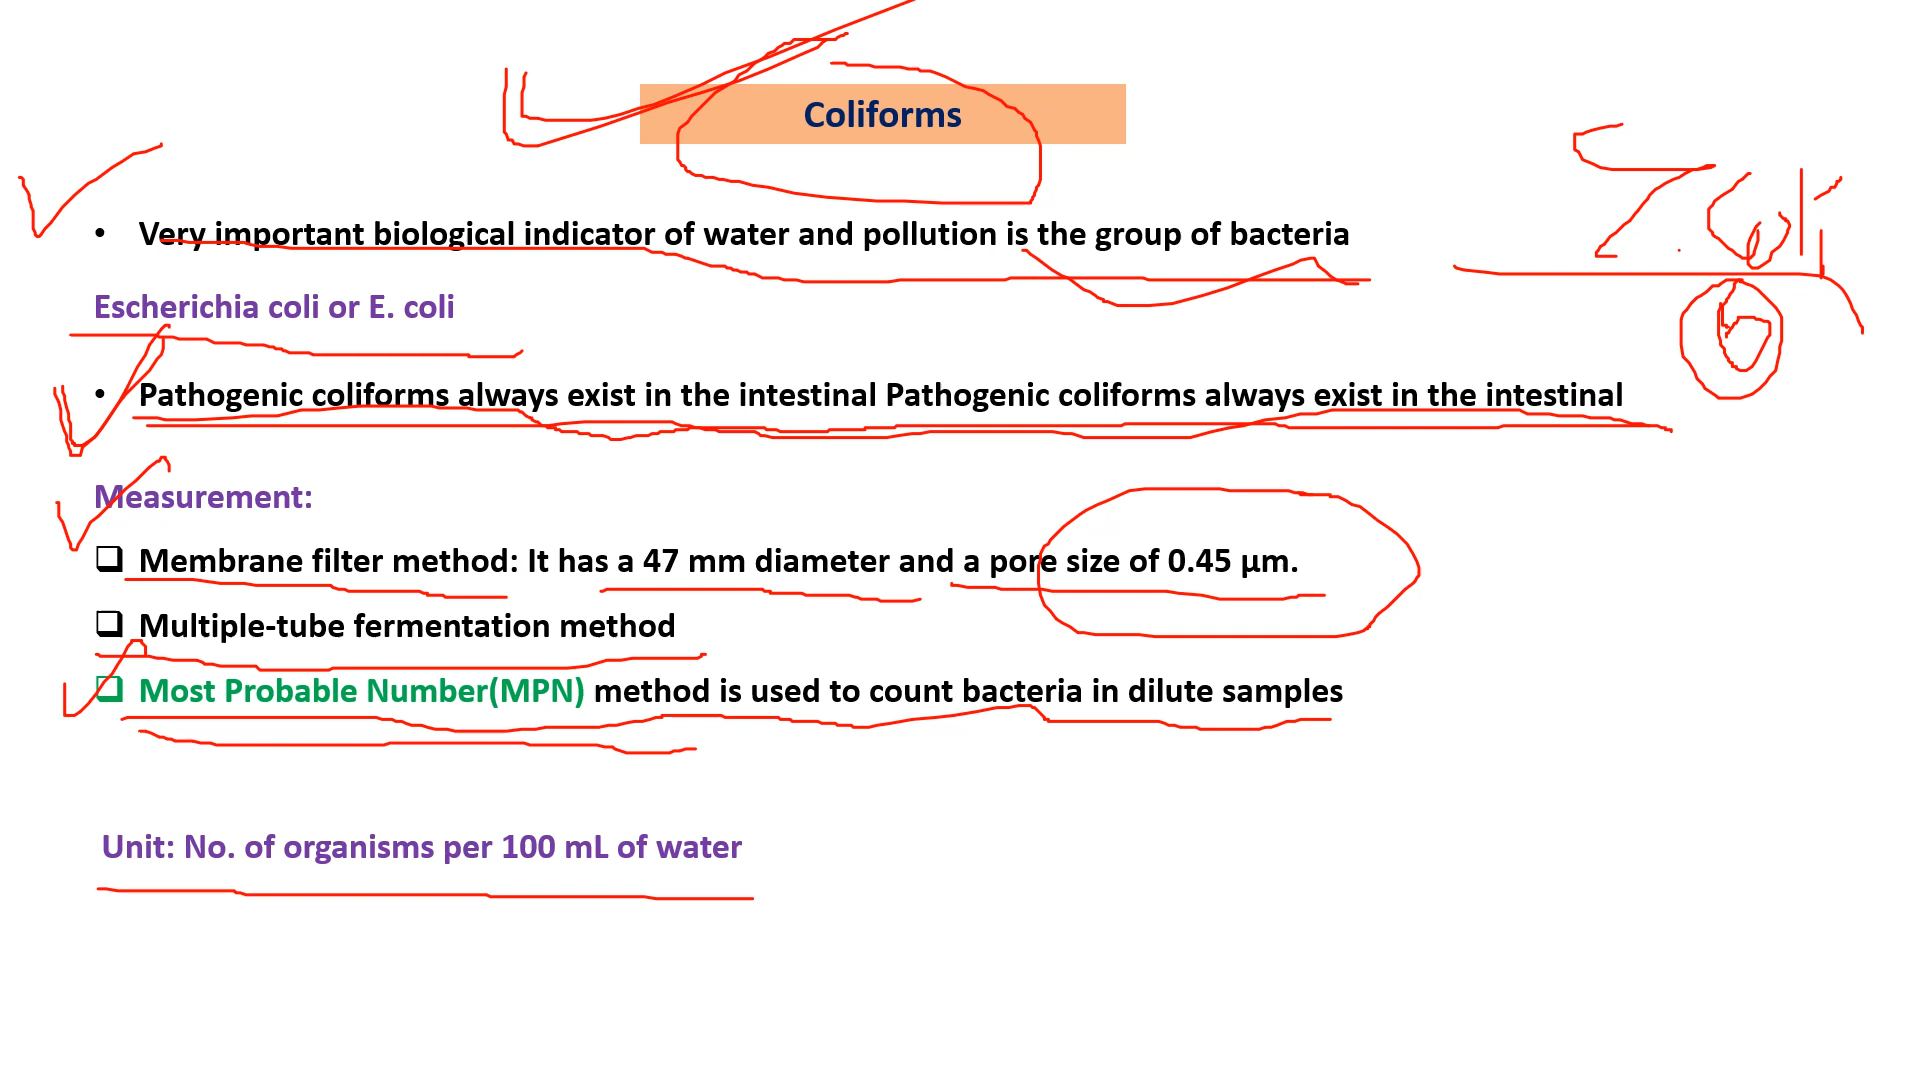 Coliforms
• Very important biological indicator of water and pollution is the group of bacteria
Escherichia coli or E. coli
• Pathogenic coliforms always exist in the intestinal Pathogenic coliforms always exist in the intestinal
Measurement:
❑ Membrane filter method: It has a 47 mm diameter and a pore size of 0.45 μm.
❑ Multiple-tube fermentation method
❑ Most Probable Number(MPN) method is used to count bacteria in dilute samples
Unit: No. of organisms per 100 mL of water